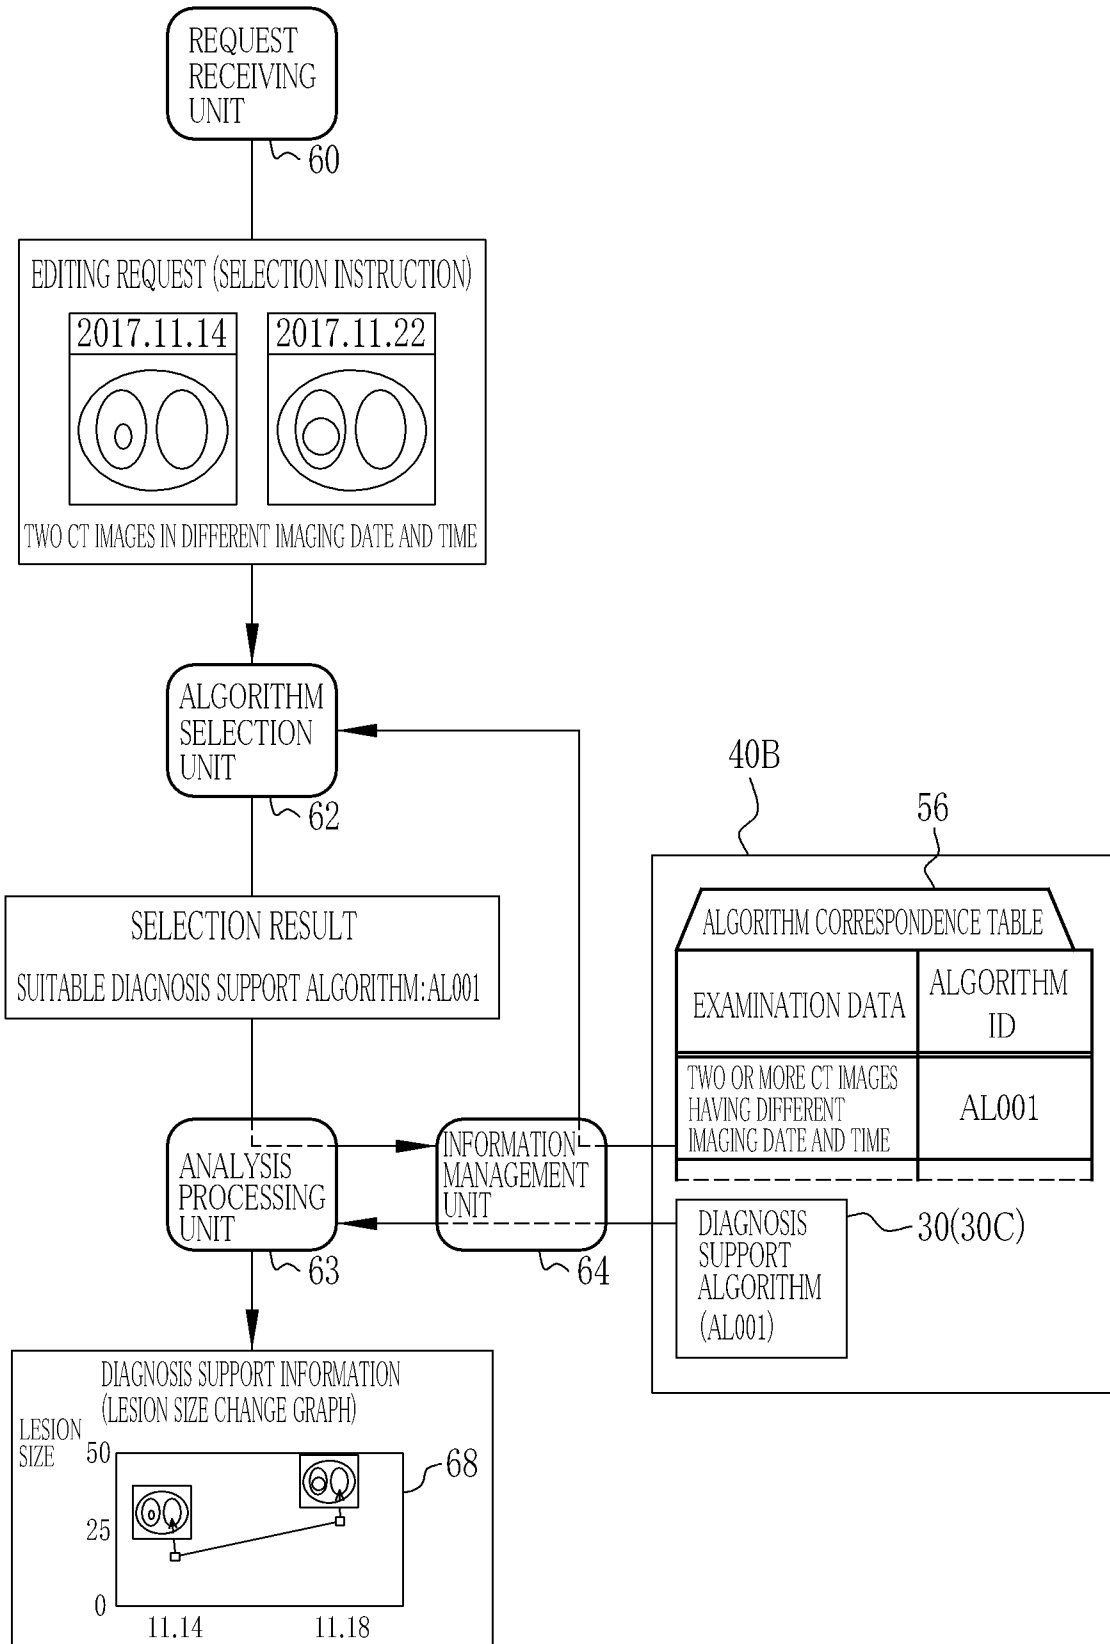 REQUEST
RECEIVING
UNIT
60
EDITING REQUEST (SELECTION INSTRUCTION)
2017.11.14
2017.11.22
TWO CT IMAGES IN DIFFERENT IMAGING DATE AND TIME
ALGORITHM
SELECTION
UNIT
62
SELECTION RESULT
SUITABLE DIAGNOSIS SUPPORT ALGORITHM:AL001
40B
56
ALGORITHM CORRESPONDENCE TABLE
EXAMINATION DATA
ALGORITHM
ID
TWO OR MORE CT IMAGES
HAVING DIFFERENT
IMAGING DATE AND TIME
AL001
ANALYSIS
PROCESSING
UNIT
63
INFORMATION
MANAGEMENT
UNIT
64
DIAGNOSIS
SUPPORT
ALGORITHM
(AL001)
30(30C)
DIAGNOSIS SUPPORT INFORMATION
(LESION SIZE CHANGE GRAPH)
LESION
SIZE
50
25
0
68
11.14
11.18